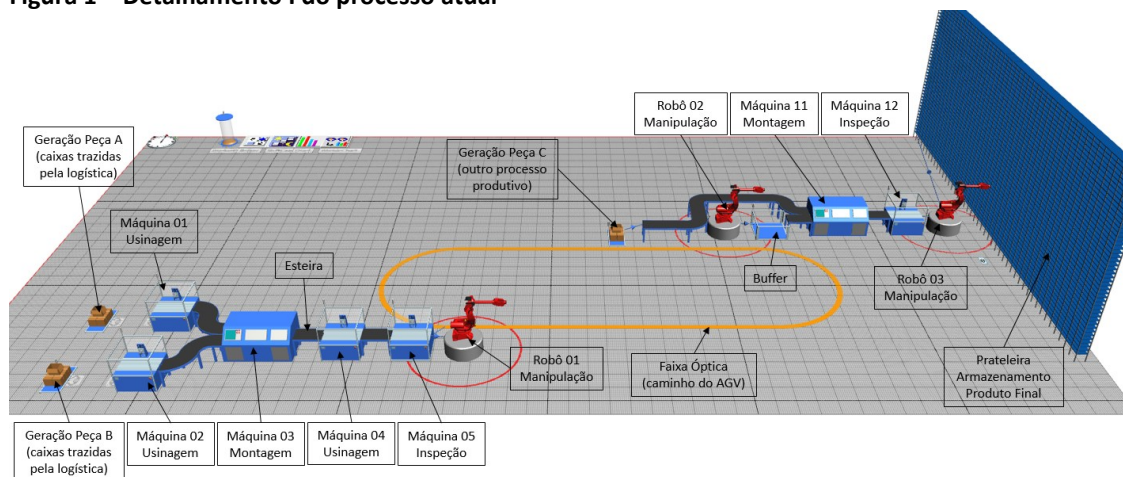 Figura 1 – Detalhamento I do processo atual
Robô 02
Manipulação
Máquina 11
Montagem
Máquina 12
Inspeção
Geração Peça A
(caixas trazidas
pela logística)
Geração Peça C
(outro processo
produtivo)
Máquina 01
Usinagem
Esteira
Buffer
Robô 03
Manipulação
Robô 01
Manipulação
Faixa Óptica
(caminho do AGV)
Prateleira
Armazenamento
Produto Final
Geração Peça B
(caixas trazidas
pela logística)
Máquina 02
Usinagem
Máquina 03
Montagem
Máquina 04
Usinagem
Máquina 05
Inspeção